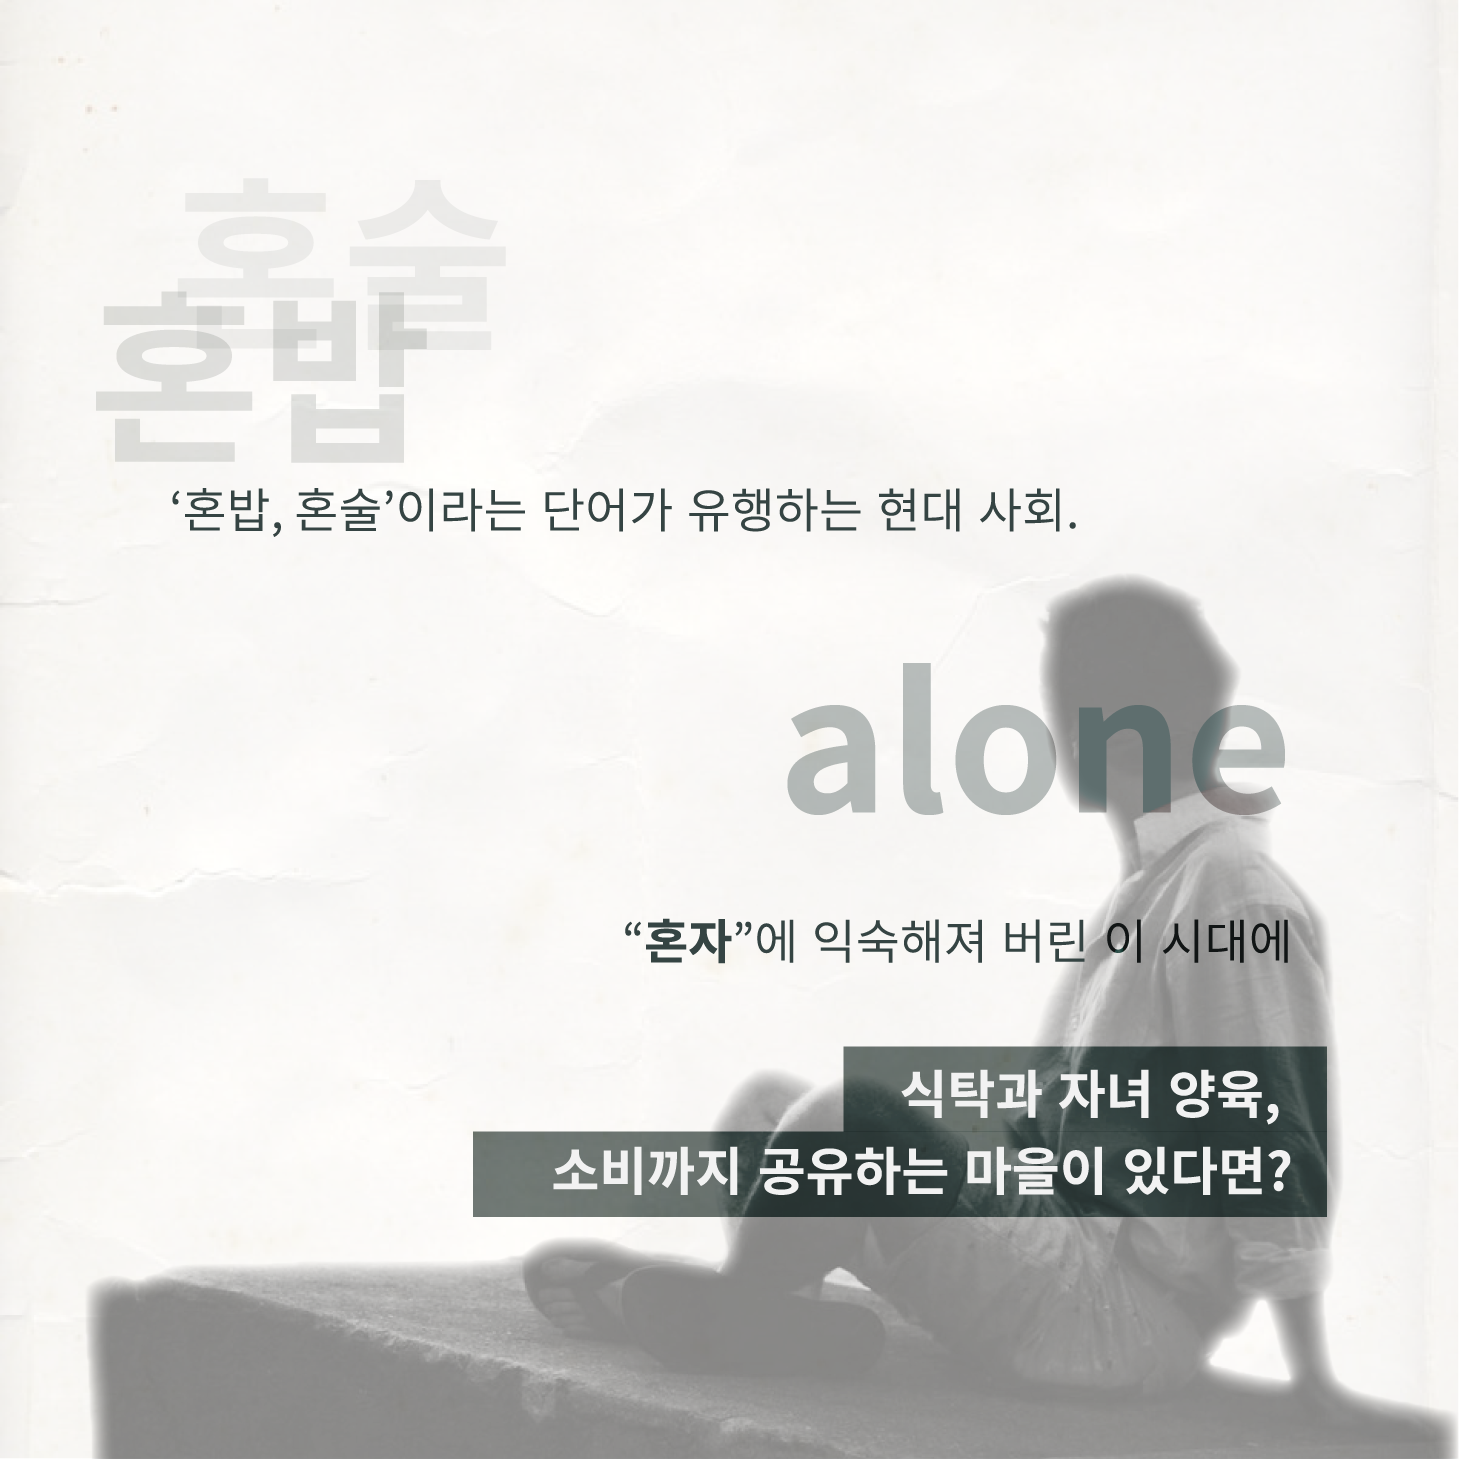 혼술
혼밥
‘혼밥, 혼술’이라는 단어가 유행하는 현대 사회.
alone
“혼자”에 익숙해져 버린 이 시대에
식탁과 자녀 양육,
소비까지 공유하는 마을이 있다면?